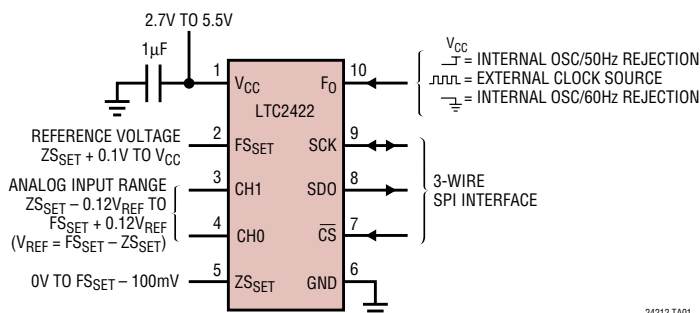 2.7V TO 5.5V
1µF
VCC
= INTERNAL OSC/50Hz REJECTION
= EXTERNAL CLOCK SOURCE
= INTERNAL OSC/60Hz REJECTION
1
VCC
FO
10
LTC2422
REFERENCE VOLTAGE
ZSSET + 0.1V TO VCC
2
FSSET
SCK
9
ANALOG INPUT RANGE
ZSSET – 0.12VREF TO
FSSET + 0.12VREF
(VREF = FSSET – ZSSET)
3
CH1
SDO
8
3-WIRE
SPI INTERFACE
4
CH0
CS
7
0V TO FSSET – 100mV
5
ZSSET
GND
6
24212 TA01